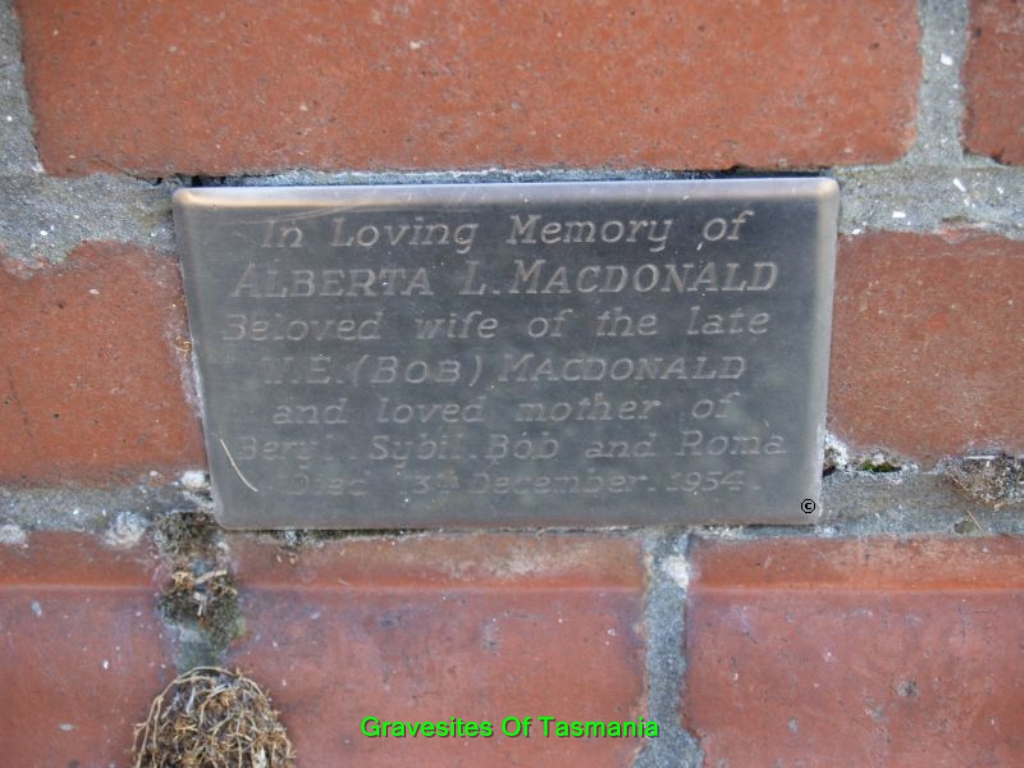 In Loving Memory of
ALBERTA L. MACDONALD
Beloved wife of the late
W.E. (BOB) MACDONALD
and loved mother of
Beryl. Sybil. Bob and Roma
Died December. 1954.
©
Gravesites Of Tasmania